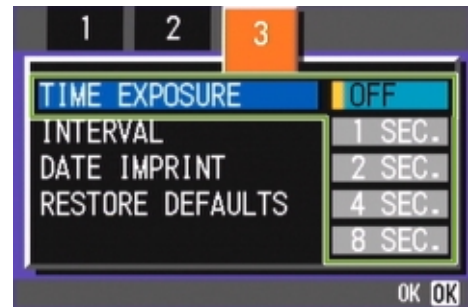 1 2 3
TIME EXPOSURE OFF
INTERVAL 1 SEC.
DATE IMPRINT 2 SEC.
RESTORE DEFAULTS 4 SEC.
8 SEC.
OK OK